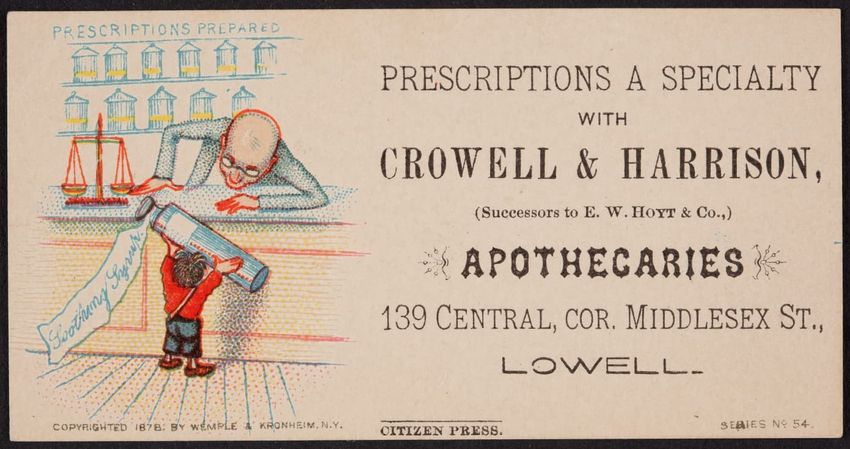 PRESCRIPTIONS PREPARED
Soothing Syrup.
COPYRIGHTED 1878. BY WEMPLE & KRONHEIM, N.Y.
PRESCRIPTIONS A SPECIALTY
WITH
CROWELL & HARRISON,
(Successors to E. W. HOYT & Co.,)
APOTHECARIES
139 CENTRAL, COR. MIDDLESEX ST.,
LOWELL.
CITIZEN PRESS.
SERIES No 54.